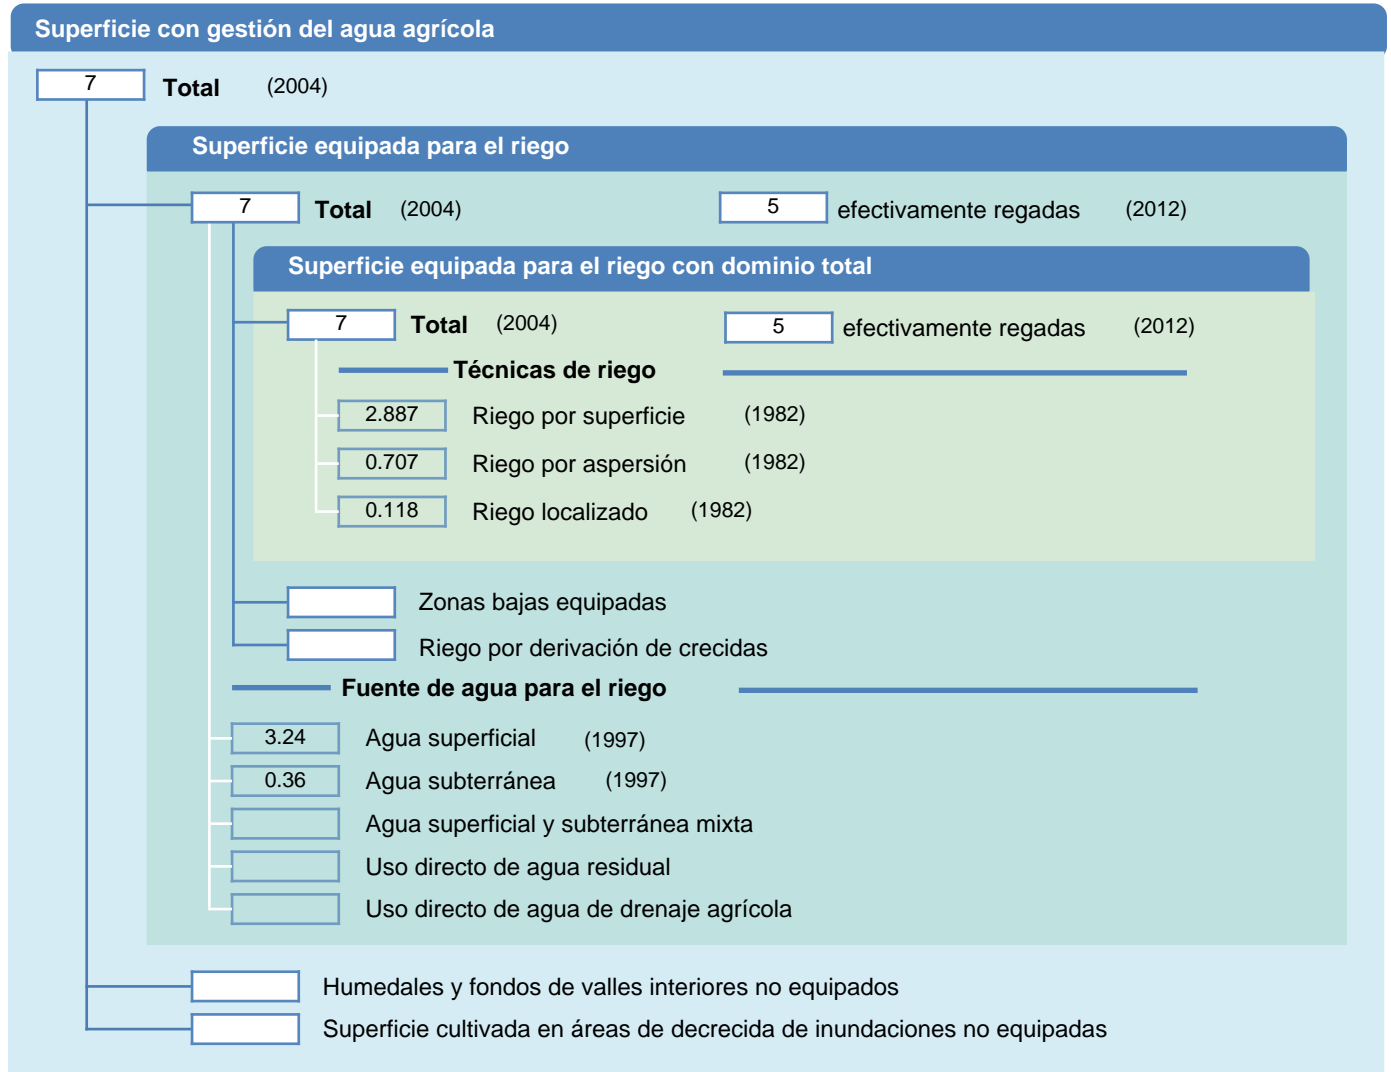 Superficie con gestión del agua agrícola
7 Total (2004)
Superficie equipada para el riego
7 Total (2004) 5 efectivamente regadas (2012)
Superficie equipada para el riego con dominio total
7 Total (2004) 5 efectivamente regadas (2012)
Técnicas de riego
2.887 Riego por superficie (1982)
0.707 Riego por aspersión (1982)
0.118 Riego localizado (1982)
Zonas bajas equipadas
Riego por derivación de crecidas
Fuente de agua para el riego
3.24 Agua superficial (1997)
0.36 Agua subterránea (1997)
Agua superficial y subterránea mixta
Uso directo de agua residual
Uso directo de agua de drenaje agrícola
Humedales y fondos de valles interiores no equipados
Superficie cultivada en áreas de decrecida de inundaciones no equipadas